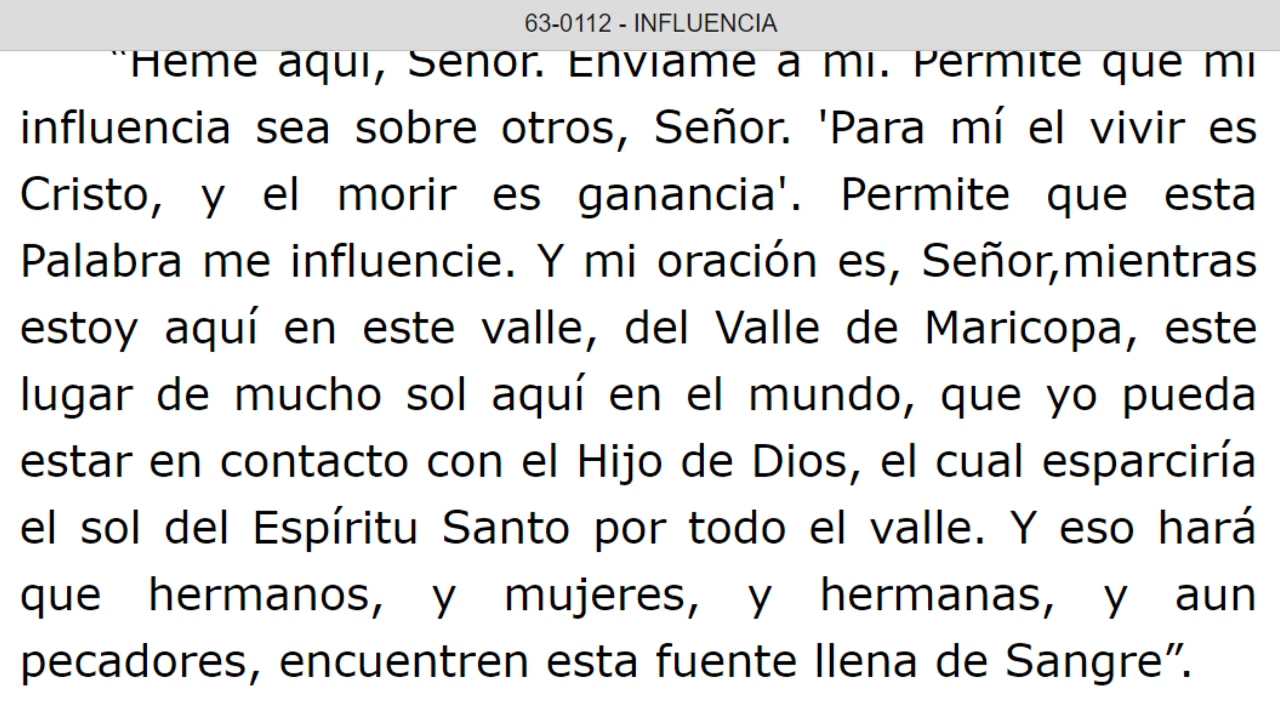 63-0112 - INFLUENCIA
“Heme aquí, Señor. Envíame a mí. Permite que mi
influencia sea sobre otros, Señor. 'Para mí el vivir es
Cristo, y el morir es ganancia'. Permite que esta
Palabra me influencie. Y mi oración es, Señor,mientras
estoy aquí en este valle, del Valle de Maricopa, este
lugar de mucho sol aquí en el mundo, que yo pueda
estar en contacto con el Hijo de Dios, el cual esparciría
el sol del Espíritu Santo por todo el valle. Y eso hará
que hermanos, y mujeres, y hermanas, y aun
pecadores, encuentren esta fuente llena de Sangre”.